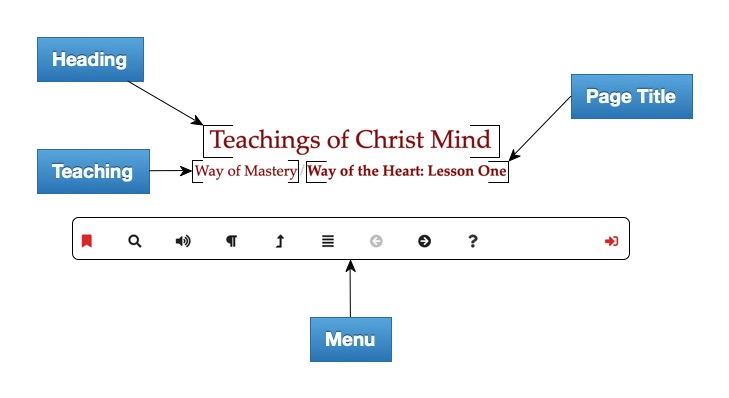 Heading
Page Title
Teachings of Christ Mind
Teaching
Way of Mastery / Way of the Heart: Lesson One
¶ ?
Menu